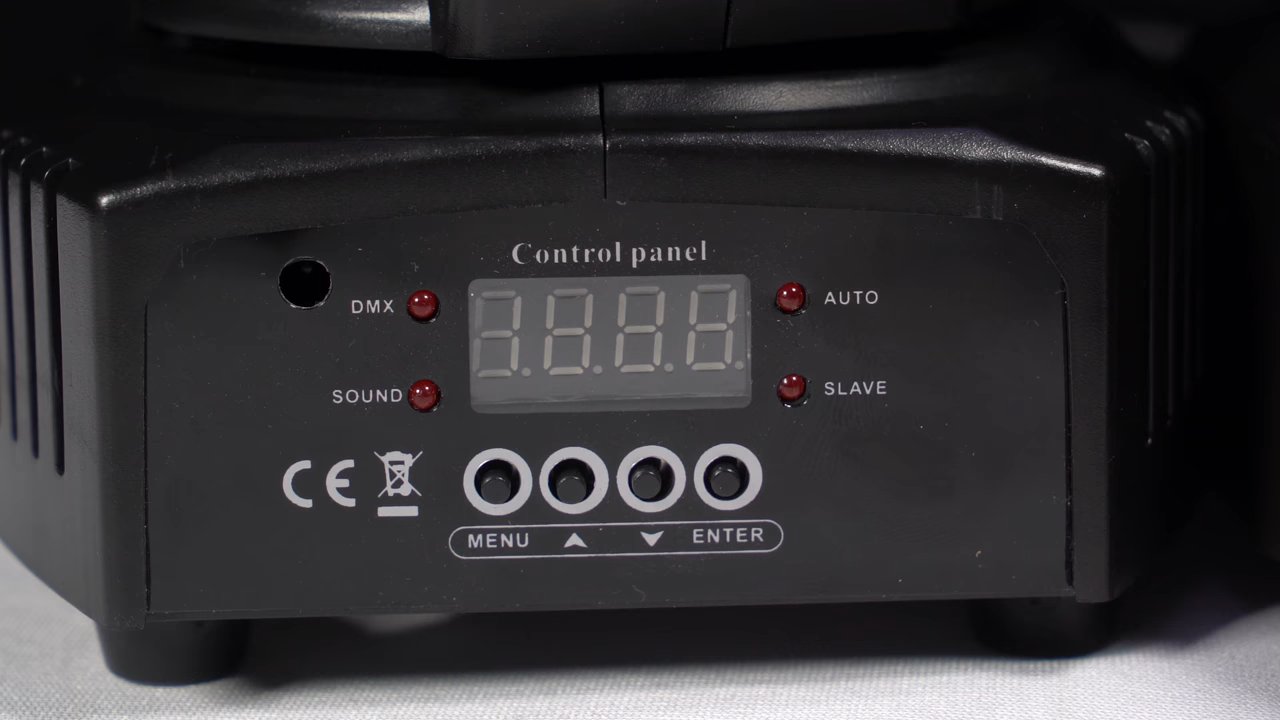 Control panel
DMX
AUTO
SOUND
SLAVE
CE
MENU
ENTER